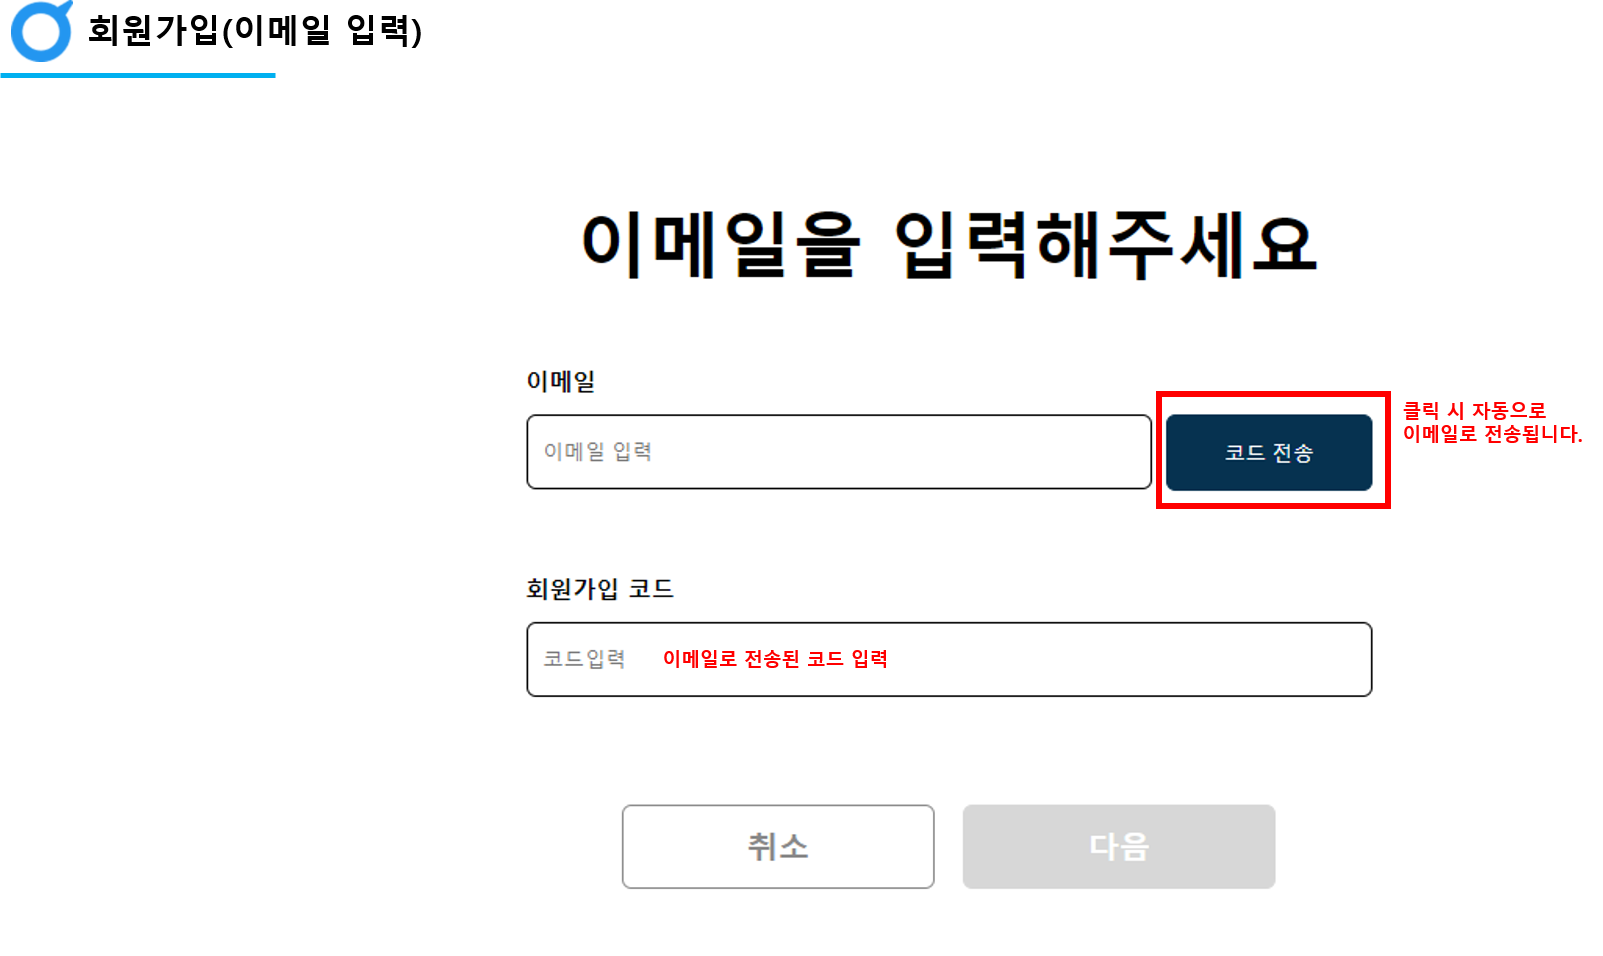 회원가입(이메일 입력)
이메일을 입력해주세요
이메일
이메일 입력
코드 전송
클릭 시 자동으로
이메일로 전송됩니다.
회원가입 코드
코드입력
이메일로 전송된 코드 입력
취소
다음